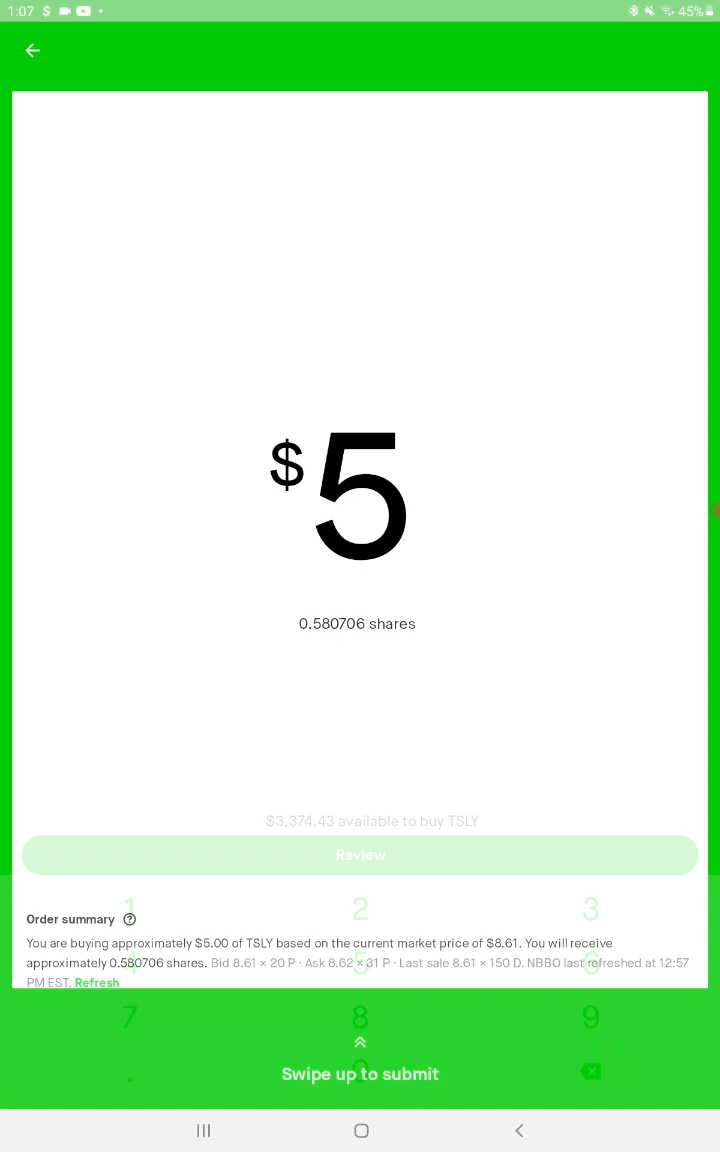 1:07 S 45%
$5
0.580706 shares
$3,374.43 available to buy TSLY
Review
1 2 3
Order summary ?
You are buying approximately $5.00 of TSLY based on the current market price of $8.61. You will receive
4 5 6
approximately 0.580706 shares. Bid 8.61 × 20 P · Ask 8.62 × 31 P · Last sale 8.61 × 150 D. NBBO last refreshed at 12:57
PM EST. Refresh
7 8 9
. 0
Swipe up to submit